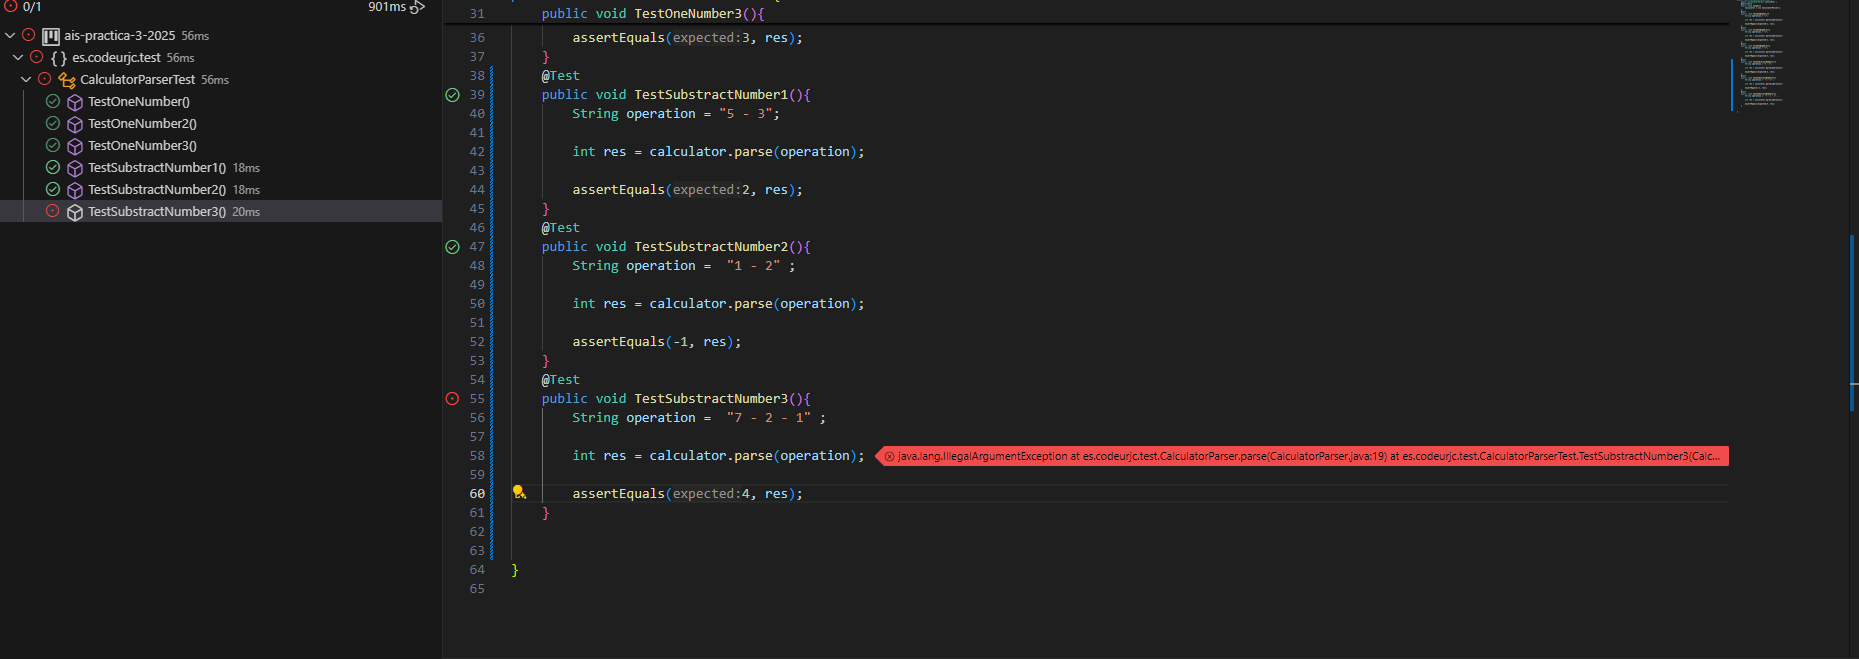 0/1
901ms
ais-practica-3-2025 56ms
{ } es.codeurjc.test 56ms
CalculatorParserTest 56ms
TestOneNumber()
TestOneNumber2()
TestOneNumber3()
TestSubstractNumber1() 18ms
TestSubstractNumber2() 18ms
TestSubstractNumber3() 20ms
31 public void TestOneNumber3(){
36 assertEquals(expected:3, res);
37 }
38 @Test
39 public void TestSubstractNumber1(){
40 String operation = "5 - 3";
41
42 int res = calculator.parse(operation);
43
44 assertEquals(expected:2, res);
45 }
46 @Test
47 public void TestSubstractNumber2(){
48 String operation =  "1 - 2" ;
49
50 int res = calculator.parse(operation);
51
52 assertEquals(-1, res);
53 }
54 @Test
55 public void TestSubstractNumber3(){
56 String operation =  "7 - 2 - 1" ;
57
58 int res = calculator.parse(operation); java.lang.IllegalArgumentException at es.codeurjc.test.CalculatorParser.parse(CalculatorParser.java:19) at es.codeurjc.test.CalculatorParserTest.TestSubstractNumber3(Calc...
59
60 assertEquals(expected:4, res);
61 }
62
63
64 }
65